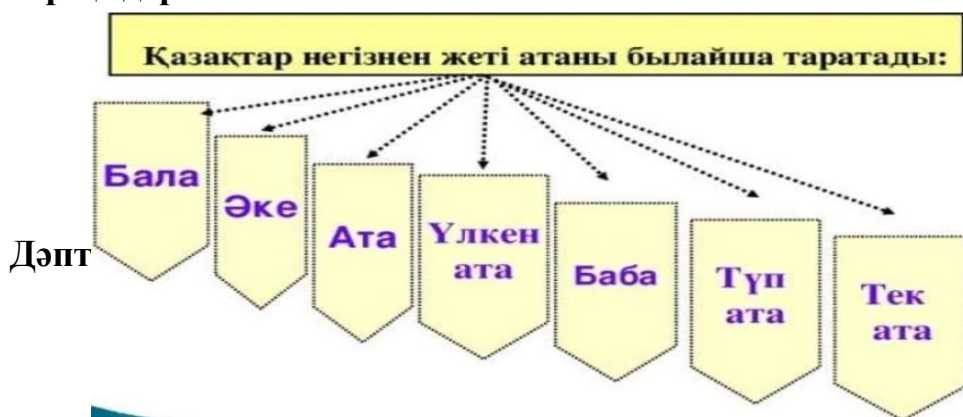 Қазақтар негізнен жеті атаны былайша таратады:
Бала
Әке
Ата
Үлкен
ата
Баба
Түп
ата
Тек
ата
Дәпт